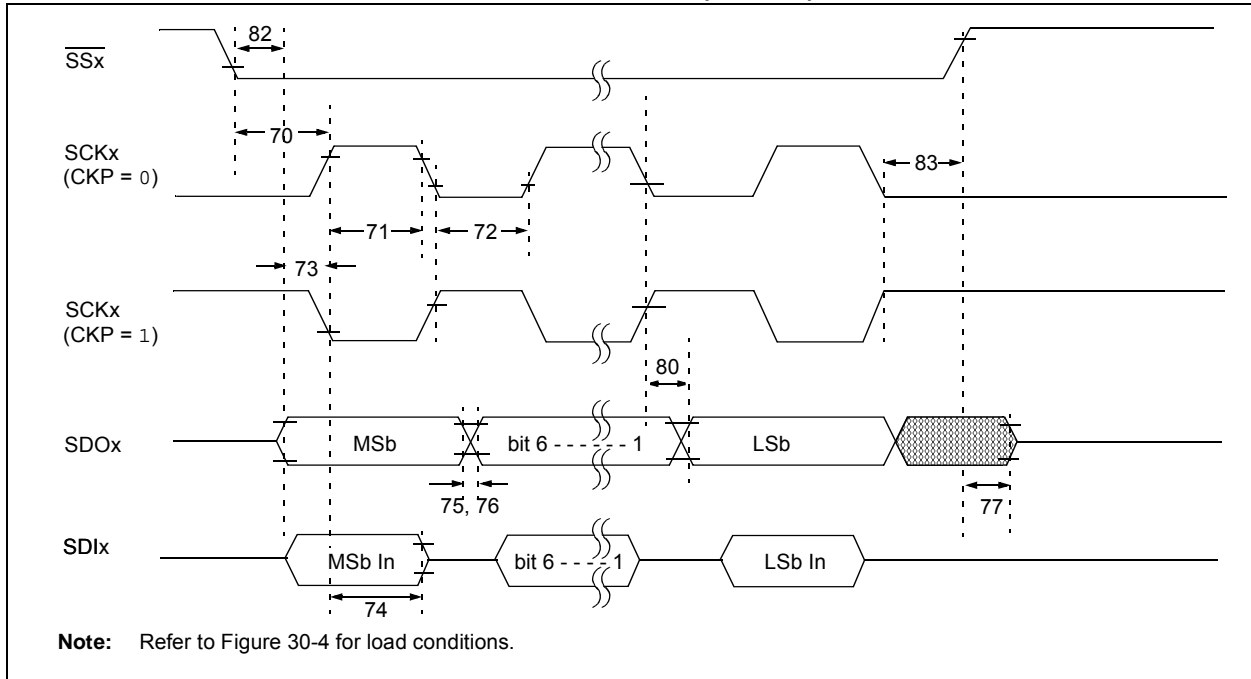 82
SSx
70
SCKx
(CKP = 0)
83
71
72
73
SCKx
(CKP = 1)
80
SDOx
MSb
bit 6 - - - - - - 1
LSb
75, 76
77
SDIx
MSb In
bit 6 - - - - 1
LSb In
74
Note: Refer to Figure 30-4 for load conditions.